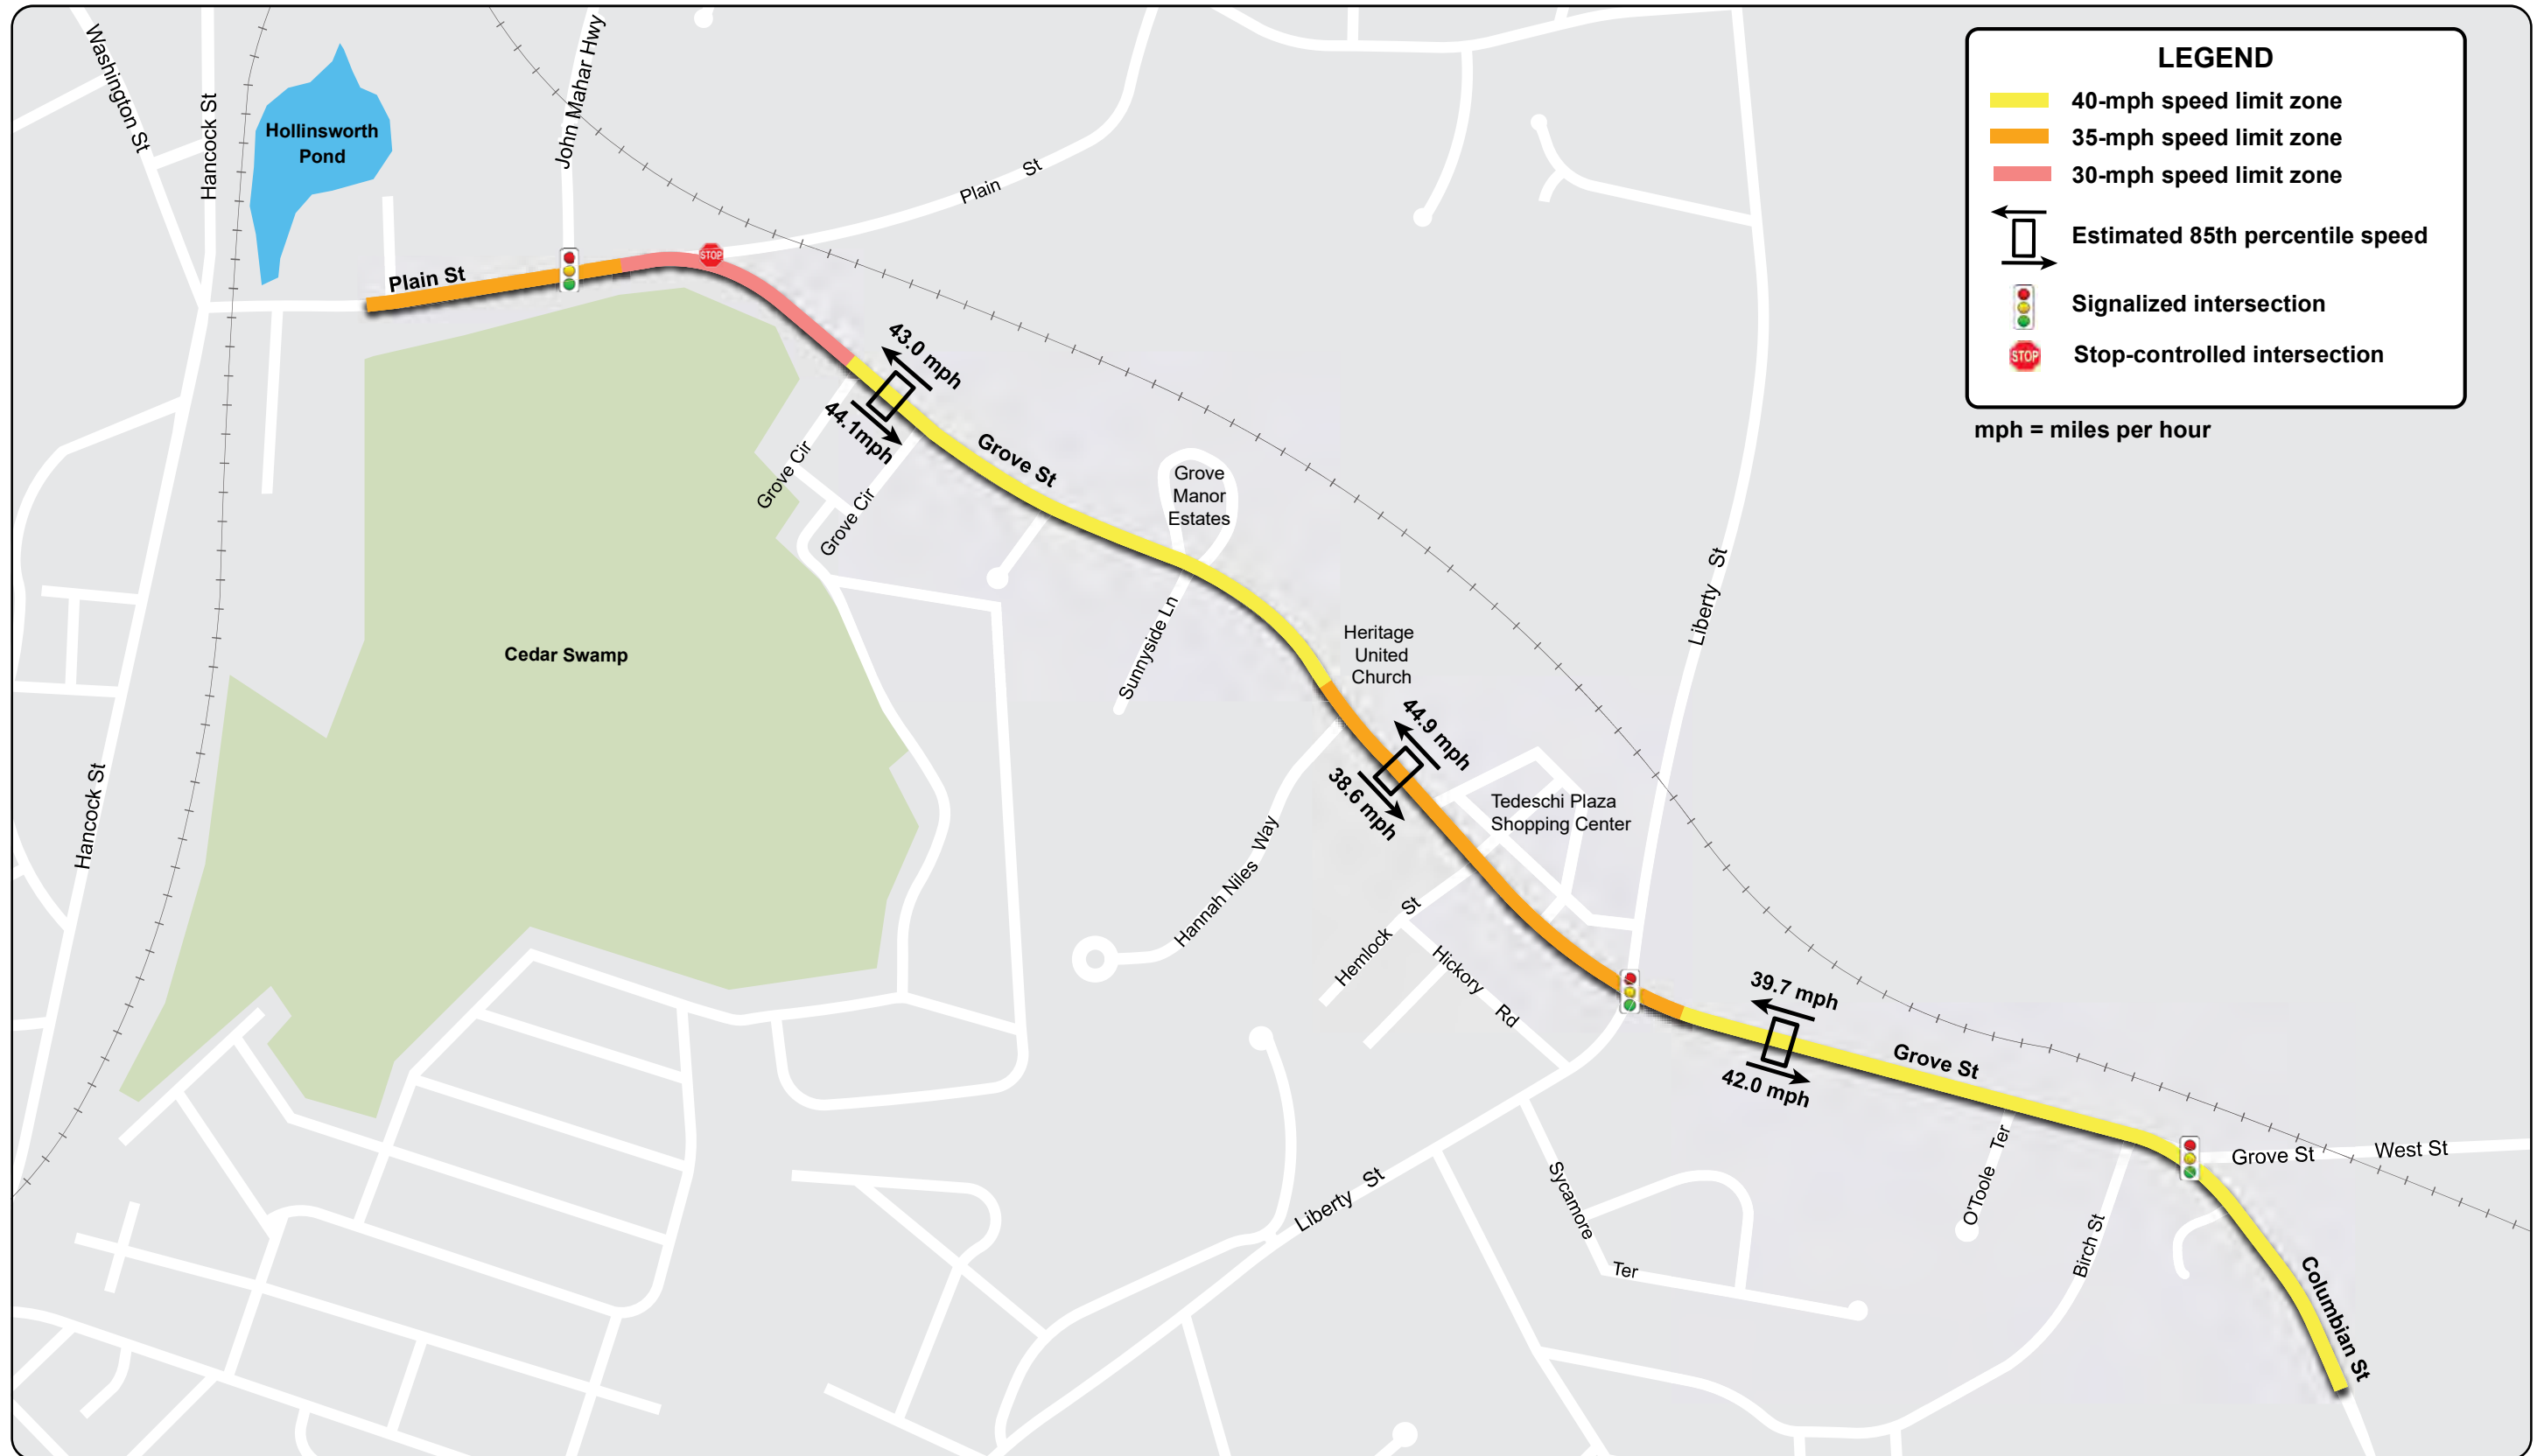 LEGEND
40-mph speed limit zone
35-mph speed limit zone
30-mph speed limit zone
Estimated 85th percentile speed
Signalized intersection
STOP
Stop-controlled intersection
mph = miles per hour
Washington St
Hancock St
Hollinsworth
Pond
John Mahar Hwy
Plain St
STOP
Plain St
43.0 mph
44.1mph
Grove Cir
Grove Cir
Grove St
Grove
Manor
Estates
Sunnyside Ln
Cedar Swamp
Hancock St
Heritage
United
Church
44.9 mph
38.6 mph
Liberty St
Tedeschi Plaza
Shopping Center
Hannah Niles Way
Hemlock St
Hickory Rd
39.7 mph
42.0 mph
Grove St
Liberty St
Sycamore Ter
O'Toole Ter
Birch St
Grove St
West St
Columbian St